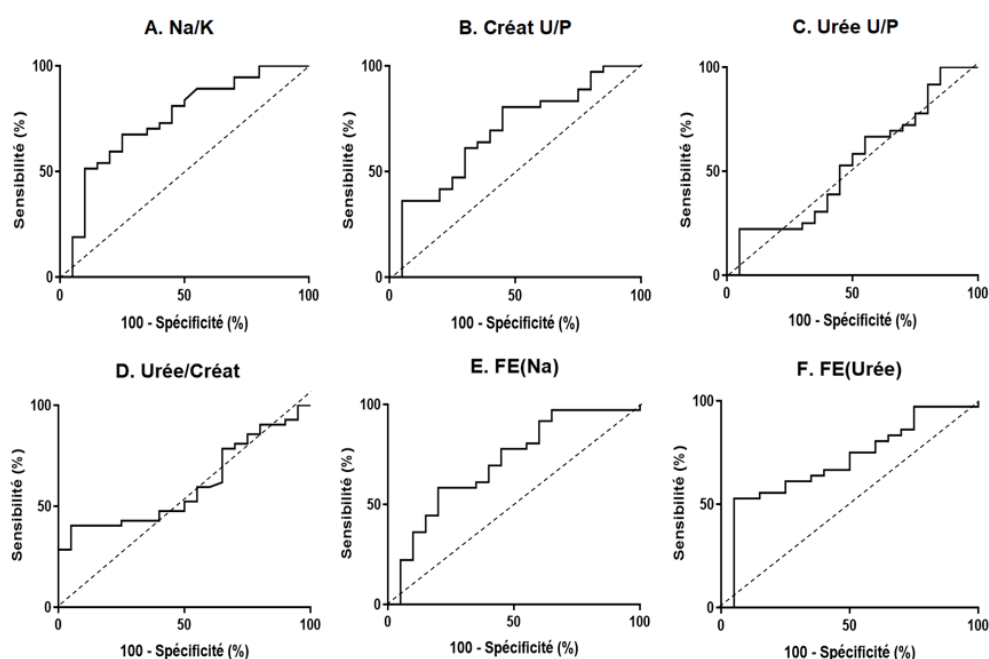 A. Na/K
Sensibilité (%)
100
50
0
0 50 100
100 - Spécificité (%)
B. Créat U/P
Sensibilité (%)
100
50
0
0 50 100
100 - Spécificité (%)
C. Urée U/P
Sensibilité (%)
100
50
0
0 50 100
100 - Spécificité (%)
D. Urée/Créat
Sensibilité (%)
100
50
0
0 50 100
100 - Spécificité (%)
E. FE(Na)
Sensibilité (%)
100
50
0
0 50 100
100 - Spécificité (%)
F. FE(Urée)
Sensibilité (%)
100
50
0
0 50 100
100 - Spécificité (%)